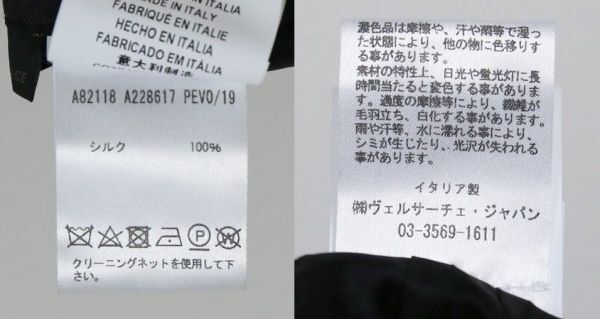 MADE IN ITALY
FABRIQUÉ EN ITALIE
HECHO EN ITALIA
FABRICADO EM ITÁLIA
意大利制造
A82118 A228617 PEVO/19
シルク 100%
クリーニングネットを使用して下
さい。
濃色品は摩擦や、汗や雨等で湿っ
た状態により、他の物に色移りす
る事があります。
素材の特性上、日光や蛍光灯に長
時間当たると変色する事がありま
す。過度の摩擦等により、繊維が
毛羽立ち、白化する事があります。
雨や汗等、水に濡れる事により、
シミが生じたり、光沢が失われる
事があります。
イタリア製
㈱ヴェルサーチェ・ジャパン
03-3569-1611